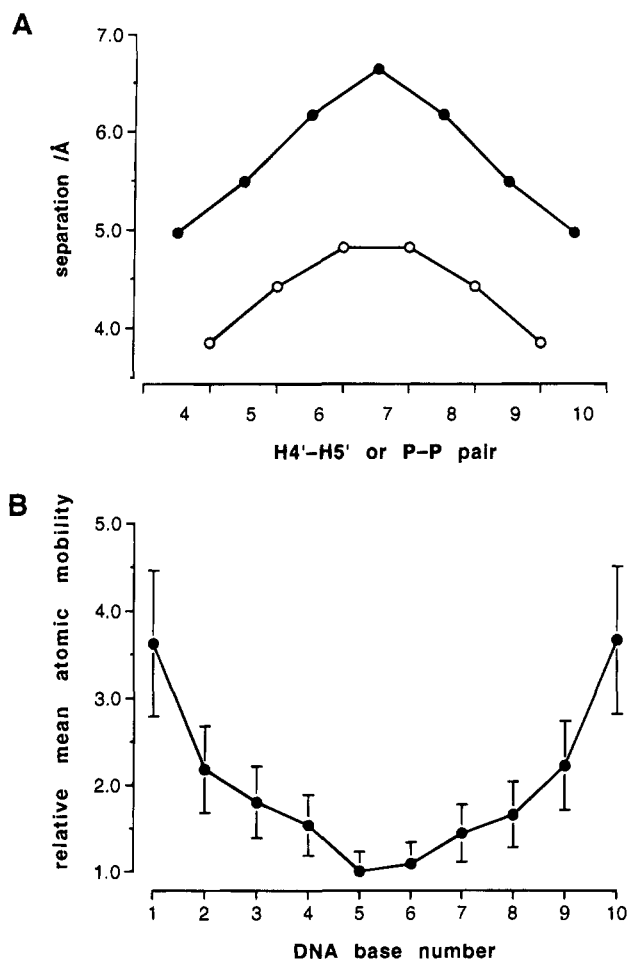 A
separation /Å
7.0
6.0
5.0
4.0
4 5 6 7 8 9 10
H4'–H5' or P–P pair
B
relative mean atomic mobility
5.0
4.0
3.0
2.0
1.0
1 2 3 4 5 6 7 8 9 10
DNA base number